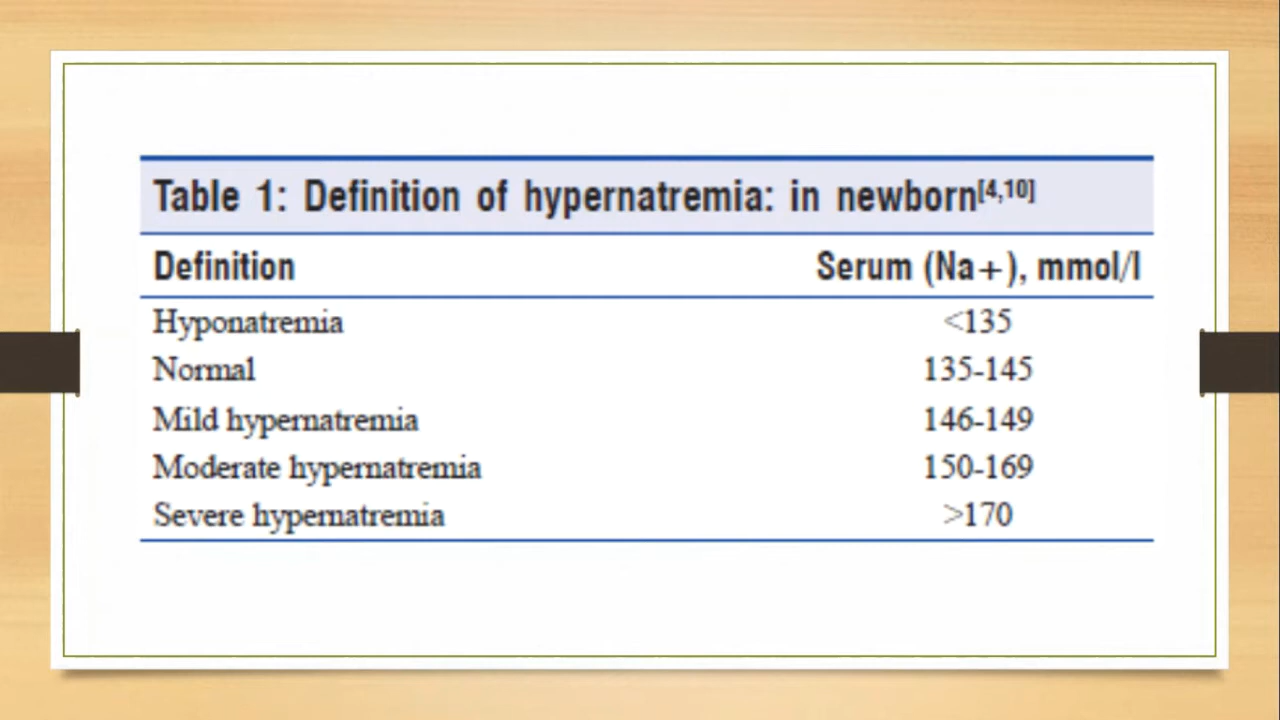 Table 1: Definition of hypernatremia: in newborn[4,10]
Definition Serum (Na+), mmol/l
Hyponatremia <135
Normal 135-145
Mild hypernatremia 146-149
Moderate hypernatremia 150-169
Severe hypernatremia >170